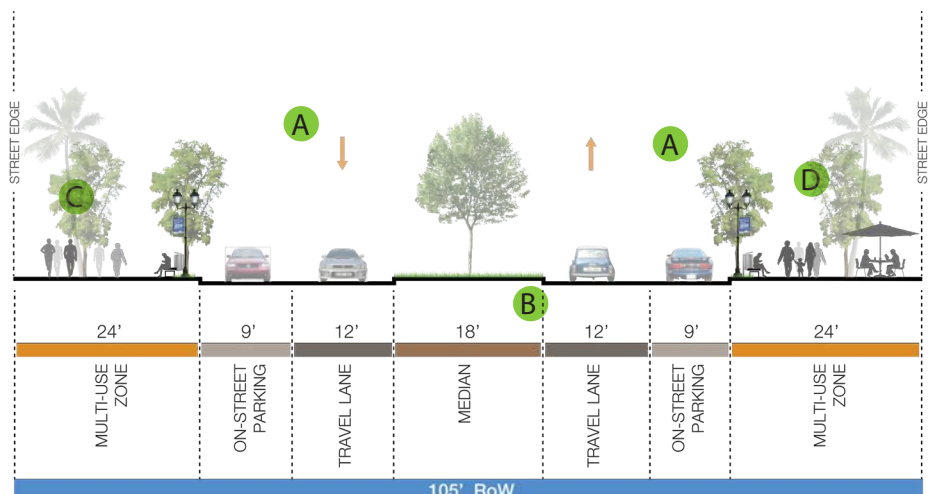 STREET EDGE
STREET EDGE
A
A
C
D
B
24'
9'
12'
18'
12'
9'
24'
MULTI-USE
ZONE
ON-STREET
PARKING
TRAVEL LANE
MEDIAN
TRAVEL LANE
ON-STREET
PARKING
MULTI-USE
ZONE
105' RoW